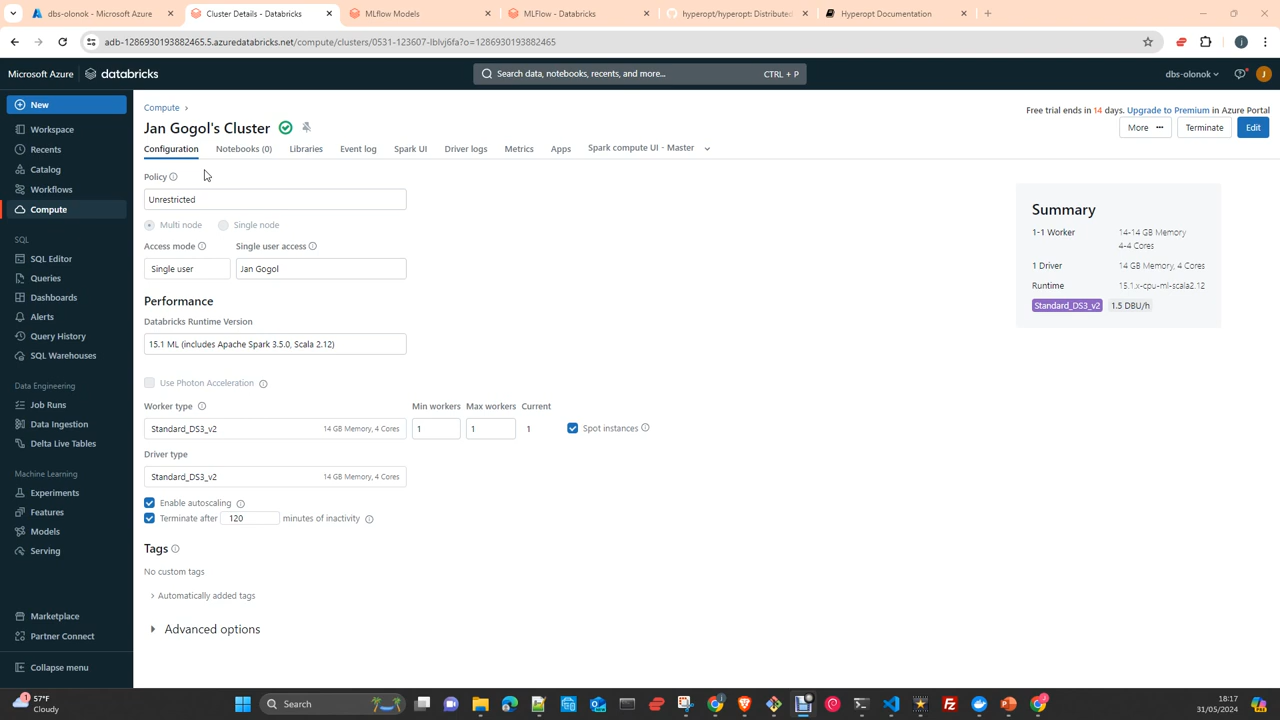 dbs-olonok - Microsoft Azure
Cluster Details - Databricks
MLflow Models
MLFlow - Databricks
hyperopt/hyperopt: Distributed
Hyperopt Documentation
adb-1286930193882465.5.azuredatabricks.net/compute/clusters/0531-123607-lblvj6fa?o=1286930193882465
Microsoft Azure
databricks
Search data, notebooks, recents, and more...
CTRL + P
dbs-olonok
J
New
Workspace
Recents
Catalog
Workflows
Compute
SQL
SQL Editor
Queries
Dashboards
Alerts
Query History
SQL Warehouses
Data Engineering
Job Runs
Data Ingestion
Delta Live Tables
Machine Learning
Experiments
Features
Models
Serving
Marketplace
Partner Connect
Collapse menu
Compute >
Free trial ends in 14 days. Upgrade to Premium in Azure Portal
Jan Gogol's Cluster
More
Terminate
Edit
Configuration
Notebooks (0)
Libraries
Event log
Spark UI
Driver logs
Metrics
Apps
Spark compute UI - Master
Policy
Unrestricted
Multi node
Single node
Access mode
Single user access
Single user
Jan Gogol
Performance
Databricks Runtime Version
15.1 ML (includes Apache Spark 3.5.0, Scala 2.12)
Use Photon Acceleration
Worker type
Min workers
Max workers
Current
Standard_DS3_v2
14 GB Memory, 4 Cores
1
1
1
Spot instances
Driver type
Standard_DS3_v2
14 GB Memory, 4 Cores
Enable autoscaling
Terminate after 120 minutes of inactivity
Tags
No custom tags
Automatically added tags
Advanced options
Summary
1-1 Worker
14-14 GB Memory
4-4 Cores
1 Driver
14 GB Memory, 4 Cores
Runtime
15.1.x-cpu-ml-scala2.12
Standard_DS3_v2
1.5 DBU/h
57°F
Cloudy
Search
18:17
31/05/2024